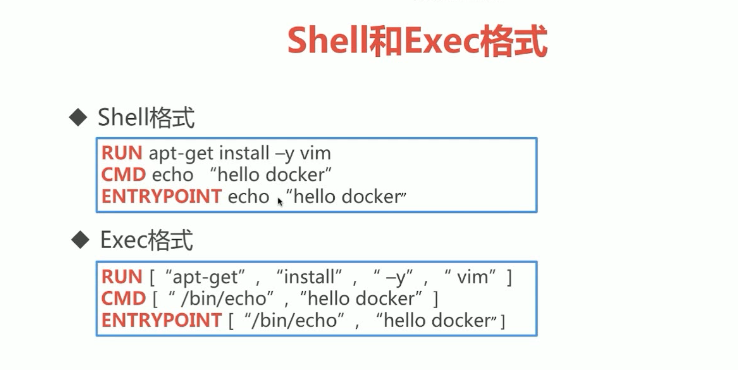 Shell和Exec格式
◆ Shell格式
RUN apt-get install –y vim
CMD echo “hello docker“
ENTRYPOINT echo “hello docker”
◆ Exec格式
RUN [ “apt-get” , “install” , “ –y” , “ vim” ]
CMD [ “ /bin/echo” , “hello docker” ]
ENTRYPOINT [ “/bin/echo” , “hello docker” ]